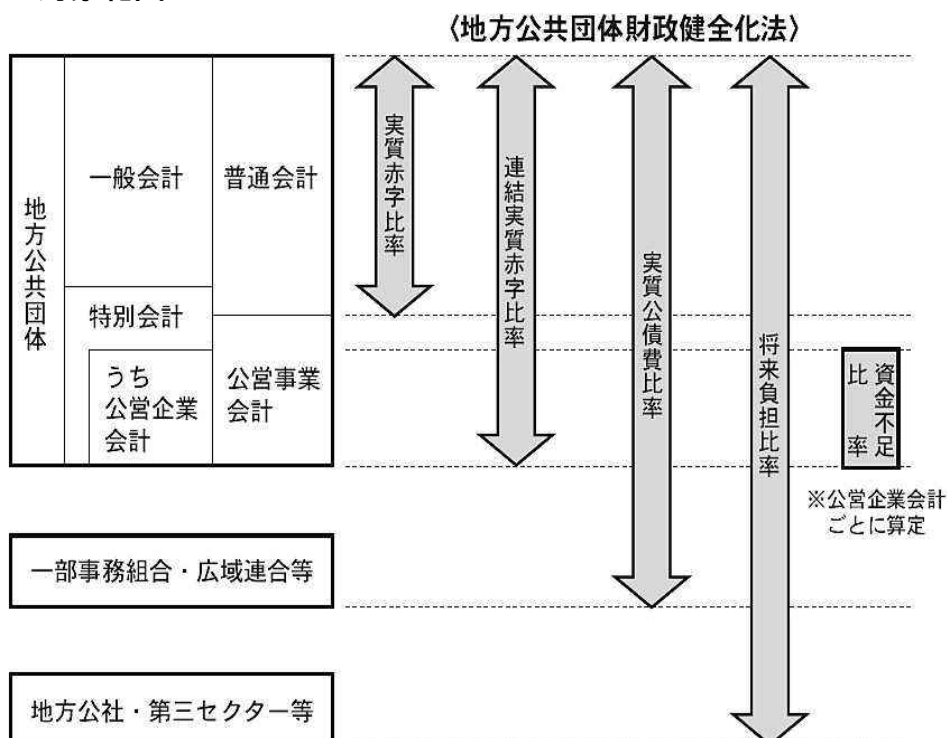 〈地方公共団体財政健全化法〉
地方公共団体
一般会計
普通会計
特別会計
うち
公営企業
会計
公営事業
会計
実質赤字比率
連結実質赤字比率
実質公債費比率
将来負担比率
資金不足
比率
※公営企業会計
ごとに算定
一部事務組合・広域連合等
地方公社・第三セクター等